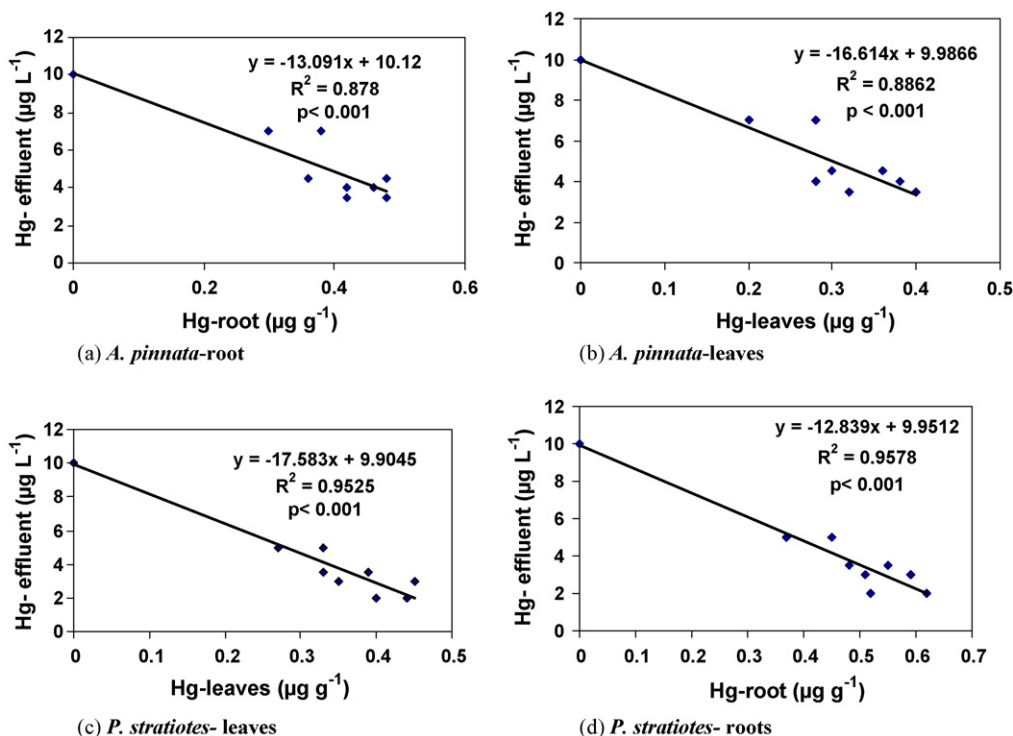 y = -13.091x + 10.12
R² = 0.878
p< 0.001
Hg- effluent (µg L⁻¹)
12
10
8
6
4
2
0
0 0.2 0.4 0.6
Hg-root (µg g⁻¹)
(a) A. pinnata-root
y = -16.614x + 9.9866
R² = 0.8862
p < 0.001
Hg- effluent (µg L⁻¹)
12
10
8
6
4
2
0
0 0.1 0.2 0.3 0.4 0.5
Hg-leaves (µg g⁻¹)
(b) A. pinnata-leaves
y = -17.583x + 9.9045
R² = 0.9525
p< 0.001
Hg- effluent (µg L⁻¹)
12
10
8
6
4
2
0
0 0.1 0.2 0.3 0.4 0.5
Hg-leaves (µg g⁻¹)
(c) P. stratiotes- leaves
y = -12.839x + 9.9512
R² = 0.9578
p< 0.001
Hg- effluent (µg L⁻¹)
12
10
8
6
4
2
0
0 0.1 0.2 0.3 0.4 0.5 0.6 0.7
Hg-root (µg g⁻¹)
(d) P. stratiotes- roots